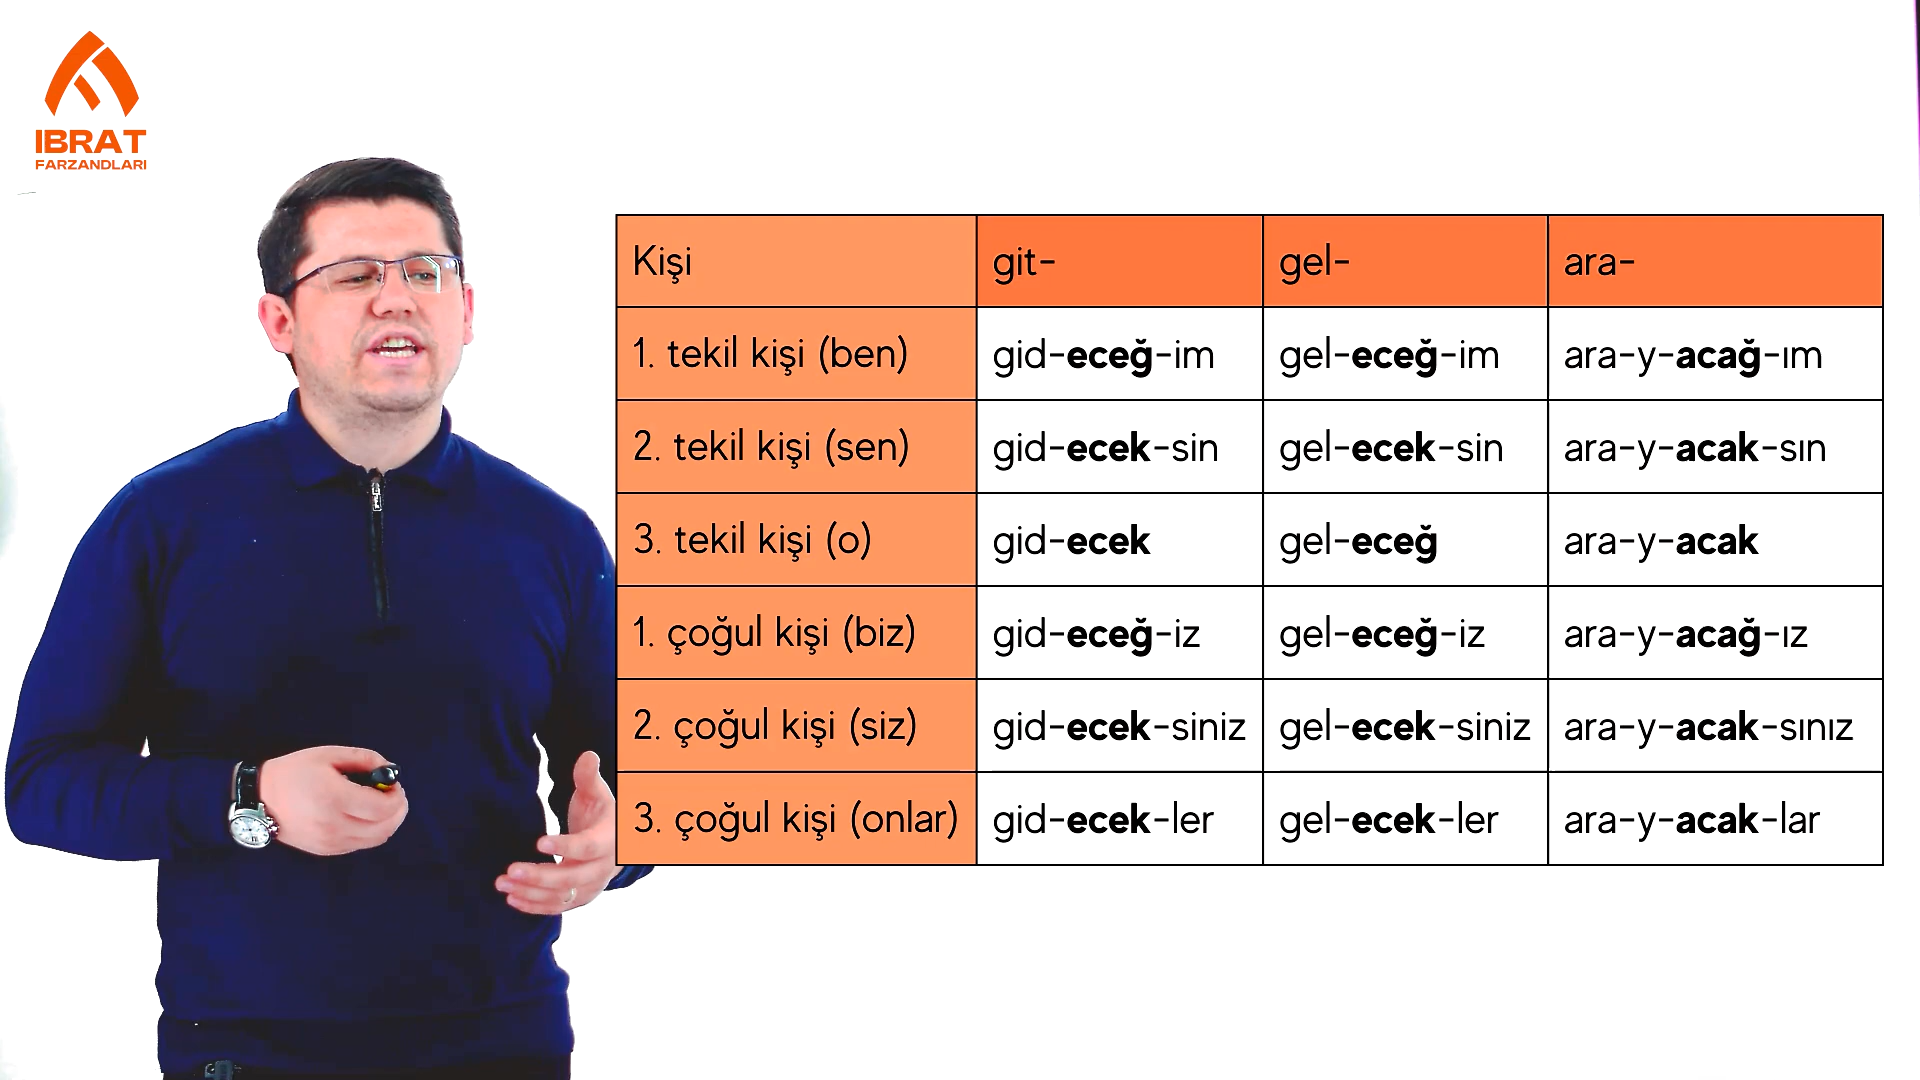 IBRAT
FARZANDLARI
Kişi git- gel- ara-
1. tekil kişi (ben) gid-eceğ-im gel-eceğ-im ara-y-acağ-ım
2. tekil kişi (sen) gid-ecek-sin gel-ecek-sin ara-y-acak-sın
3. tekil kişi (o) gid-ecek gel-eceğ ara-y-acak
1. çoğul kişi (biz) gid-eceğ-iz gel-eceğ-iz ara-y-acağ-ız
2. çoğul kişi (siz) gid-ecek-siniz gel-ecek-siniz ara-y-acak-sınız
3. çoğul kişi (onlar) gid-ecek-ler gel-ecek-ler ara-y-acak-lar